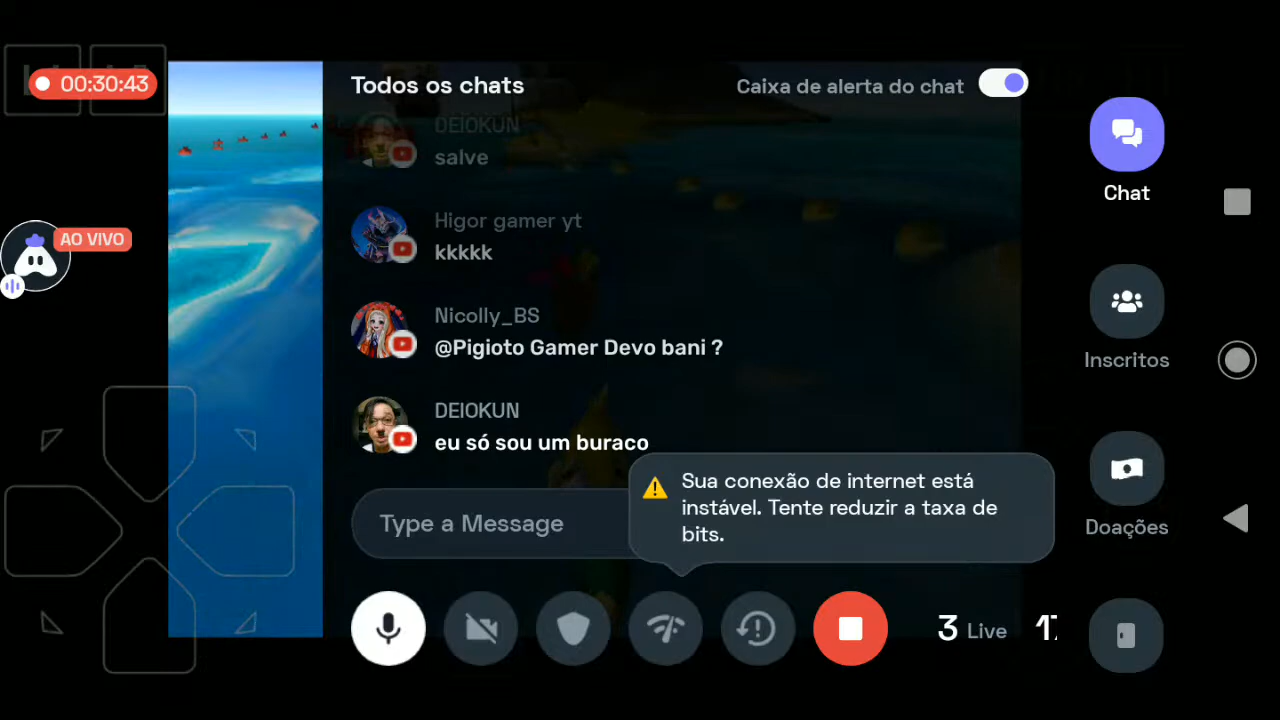 00:30:43
Todos os chats
Caixa de alerta do chat
DEIOKUN
salve
Chat
Higor gamer yt
kkkkk
AO VIVO
Nicolly_BS
@Pigioto Gamer Devo bani ?
Inscritos
DEIOKUN
eu só sou um buraco
Sua conexão de internet está
instável. Tente reduzir a taxa de
bits.
Type a Message
Doações
3 Live